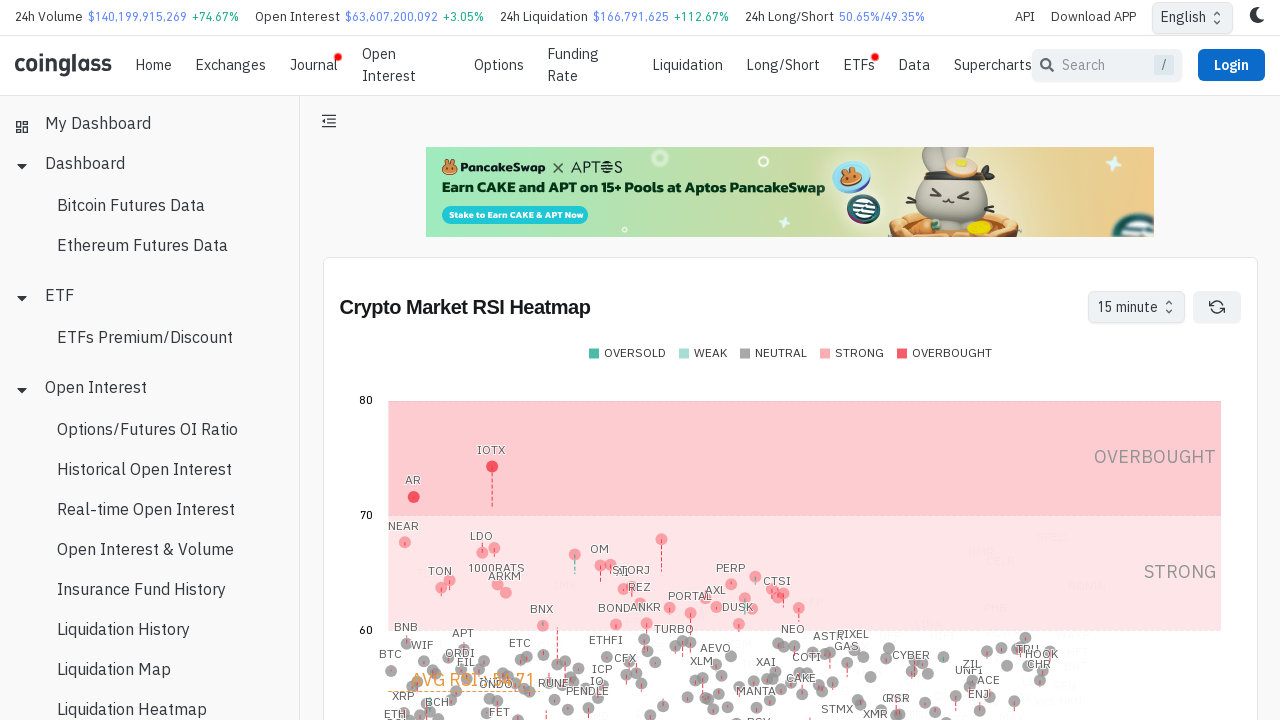 24h Volume $140,199,915,269 +74.67% Open Interest $63,607,200,092 +3.05% 24h Liquidation $166,791,625 +112.67% 24h Long/Short 50.65%/49.35% API Download APP English
coinglass Home Exchanges Journal Open Interest Options Funding Rate Liquidation Long/Short ETFs Data Supercharts Search / Login
My Dashboard
Dashboard
Bitcoin Futures Data
Ethereum Futures Data
ETF
ETFs Premium/Discount
Open Interest
Options/Futures OI Ratio
Historical Open Interest
Real-time Open Interest
Open Interest & Volume
Insurance Fund History
Liquidation History
Liquidation Map
Liquidation Heatmap
PancakeSwap × APTOS
Earn CAKE and APT on 15+ Pools at Aptos PancakeSwap
Stake to Earn CAKE & APT Now
Crypto Market RSI Heatmap
15 minute
OVERSOLD WEAK NEUTRAL STRONG OVERBOUGHT
80
IOTX
OVERBOUGHT
AR
70
NEAR
LDO
OM
1000RATS
TON
ARKM
STORJ
AI
REZ
PERP
CTSI
STRONG
PORTAL
AXL
BNX
BOND
ANKR
DUSK
60
BNB
TURBO
NEO
APT
WIF
ETC
ETHFI
ASTR
PIXEL
GAS
BTC
ORDI
FIL
CFX
AEVO
XLM
XAI
COTI
CYBER
ZIL
UNFI
HOOK
CHR
ICP
IO
AVG RSI : 54.71
ONDO
RUNE
PENDLE
CAKE
MANTA
ACE
ENJ
XRP
BCH
ETH
FET
STMX
XMR
RSR